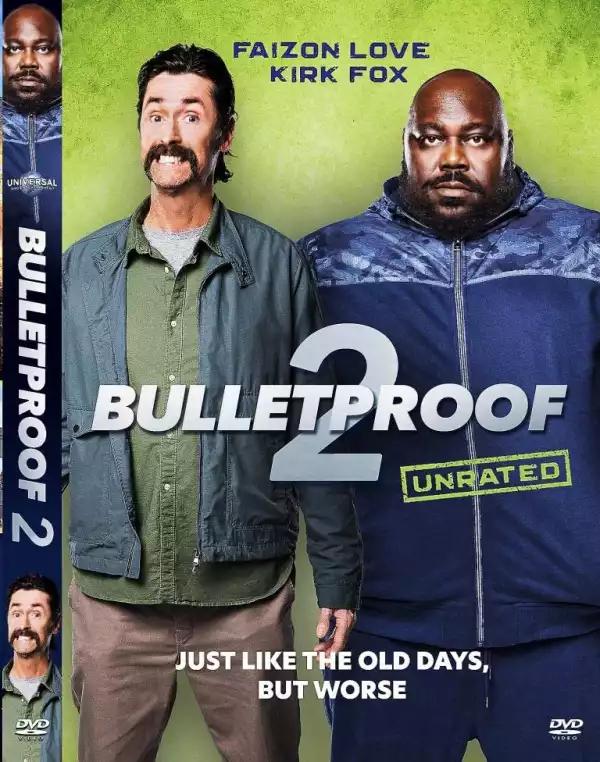 UNIVERSAL
BULLETPROOF 2
DVD
FAIZON LOVE
KIRK FOX
2
BULLETPROOF
UNRATED
JUST LIKE THE OLD DAYS,
BUT WORSE
DVD
VIDEO